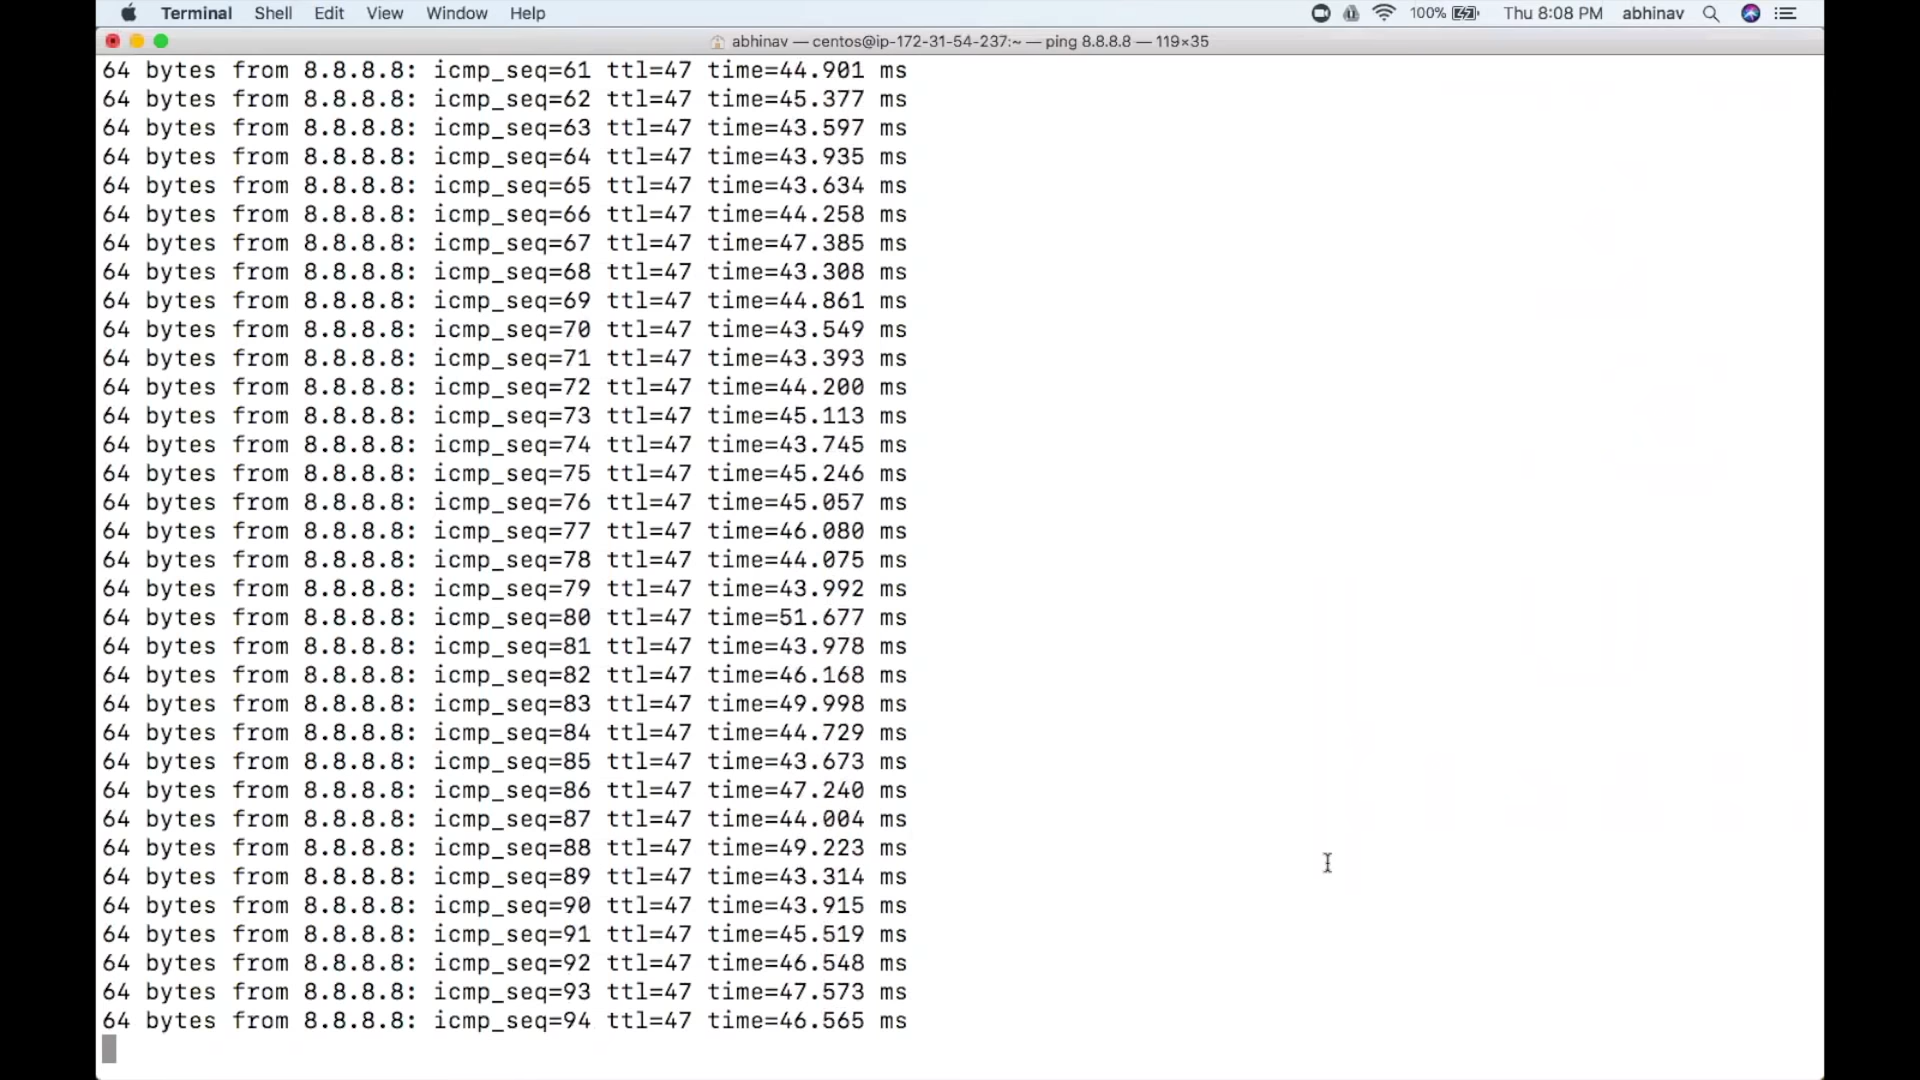 Terminal Shell Edit View Window Help 100% Thu 8:08 PM abhinav
abhinav — centos@ip-172-31-54-237:~ — ping 8.8.8.8 — 119×35
64 bytes from 8.8.8.8: icmp_seq=61 ttl=47 time=44.901 ms
64 bytes from 8.8.8.8: icmp_seq=62 ttl=47 time=45.377 ms
64 bytes from 8.8.8.8: icmp_seq=63 ttl=47 time=43.597 ms
64 bytes from 8.8.8.8: icmp_seq=64 ttl=47 time=43.935 ms
64 bytes from 8.8.8.8: icmp_seq=65 ttl=47 time=43.634 ms
64 bytes from 8.8.8.8: icmp_seq=66 ttl=47 time=44.258 ms
64 bytes from 8.8.8.8: icmp_seq=67 ttl=47 time=47.385 ms
64 bytes from 8.8.8.8: icmp_seq=68 ttl=47 time=43.308 ms
64 bytes from 8.8.8.8: icmp_seq=69 ttl=47 time=44.861 ms
64 bytes from 8.8.8.8: icmp_seq=70 ttl=47 time=43.549 ms
64 bytes from 8.8.8.8: icmp_seq=71 ttl=47 time=43.393 ms
64 bytes from 8.8.8.8: icmp_seq=72 ttl=47 time=44.200 ms
64 bytes from 8.8.8.8: icmp_seq=73 ttl=47 time=45.113 ms
64 bytes from 8.8.8.8: icmp_seq=74 ttl=47 time=43.745 ms
64 bytes from 8.8.8.8: icmp_seq=75 ttl=47 time=45.246 ms
64 bytes from 8.8.8.8: icmp_seq=76 ttl=47 time=45.057 ms
64 bytes from 8.8.8.8: icmp_seq=77 ttl=47 time=46.080 ms
64 bytes from 8.8.8.8: icmp_seq=78 ttl=47 time=44.075 ms
64 bytes from 8.8.8.8: icmp_seq=79 ttl=47 time=43.992 ms
64 bytes from 8.8.8.8: icmp_seq=80 ttl=47 time=51.677 ms
64 bytes from 8.8.8.8: icmp_seq=81 ttl=47 time=43.978 ms
64 bytes from 8.8.8.8: icmp_seq=82 ttl=47 time=46.168 ms
64 bytes from 8.8.8.8: icmp_seq=83 ttl=47 time=49.998 ms
64 bytes from 8.8.8.8: icmp_seq=84 ttl=47 time=44.729 ms
64 bytes from 8.8.8.8: icmp_seq=85 ttl=47 time=43.673 ms
64 bytes from 8.8.8.8: icmp_seq=86 ttl=47 time=47.240 ms
64 bytes from 8.8.8.8: icmp_seq=87 ttl=47 time=44.004 ms
64 bytes from 8.8.8.8: icmp_seq=88 ttl=47 time=49.223 ms
64 bytes from 8.8.8.8: icmp_seq=89 ttl=47 time=43.314 ms
64 bytes from 8.8.8.8: icmp_seq=90 ttl=47 time=43.915 ms
64 bytes from 8.8.8.8: icmp_seq=91 ttl=47 time=45.519 ms
64 bytes from 8.8.8.8: icmp_seq=92 ttl=47 time=46.548 ms
64 bytes from 8.8.8.8: icmp_seq=93 ttl=47 time=47.573 ms
64 bytes from 8.8.8.8: icmp_seq=94 ttl=47 time=46.565 ms